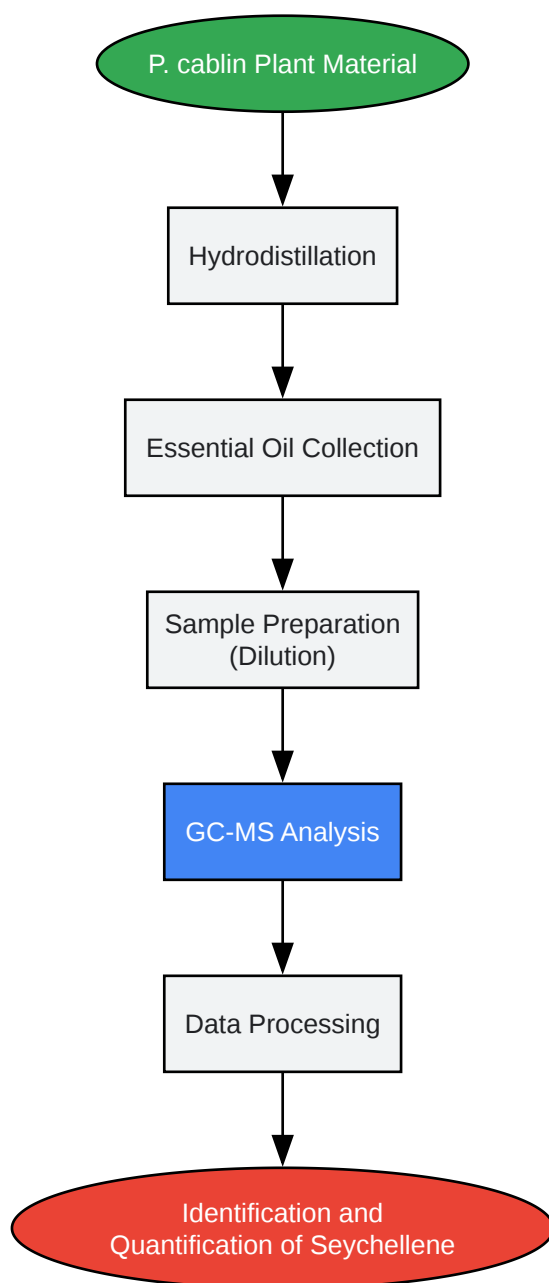 P. cablin Plant Material
Hydrodistillation
Essential Oil Collection
Sample Preparation
(Dilution)
GC-MS Analysis
Data Processing
Identification and
Quantification of Seychellene